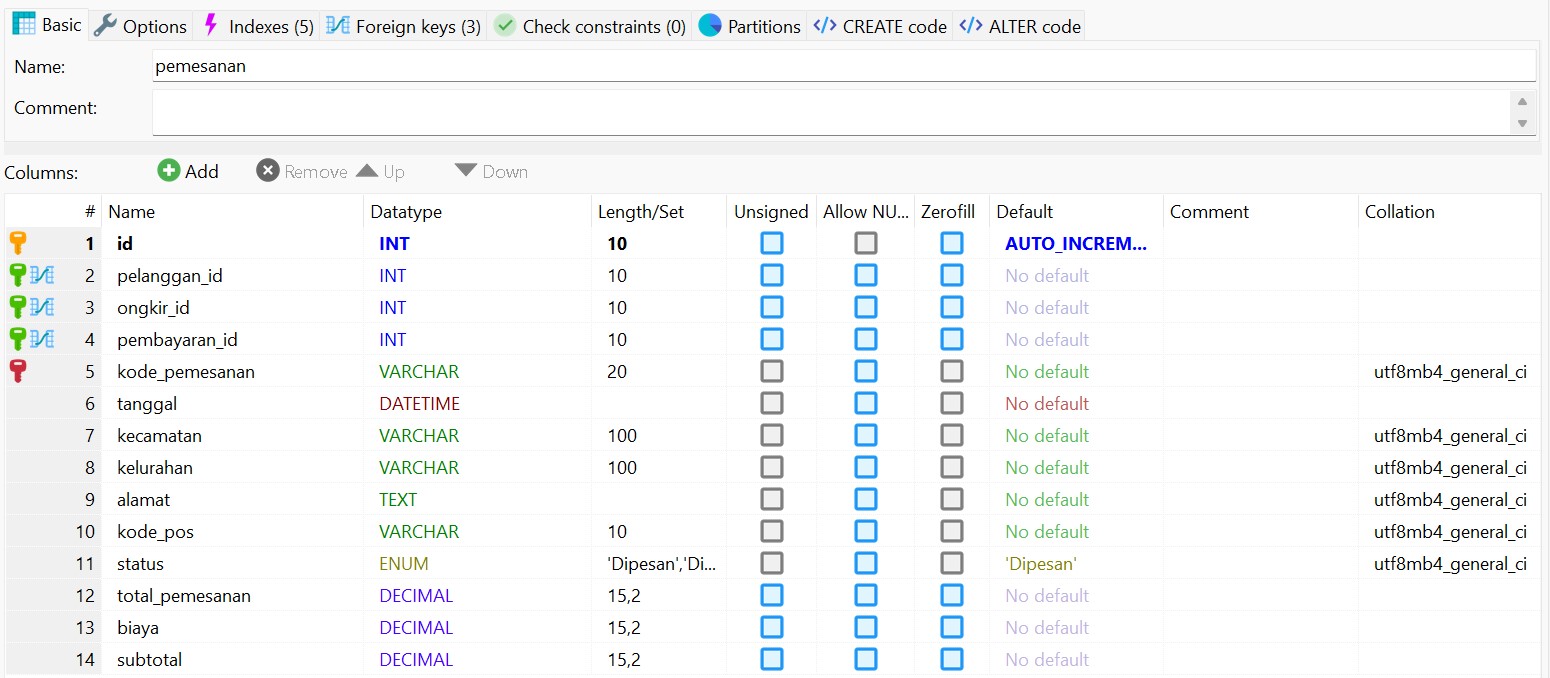 Basic Options Indexes (5) Foreign keys (3) Check constraints (0) Partitions CREATE code ALTER code
Name: pemesanan
Comment:
Columns: Add Remove Up Down
# Name Datatype Length/Set Unsigned Allow NU... Zerofill Default Comment Collation
1 id INT 10 AUTO_INCREM...
2 pelanggan_id INT 10 No default
3 ongkir_id INT 10 No default
4 pembayaran_id INT 10 No default
5 kode_pemesanan VARCHAR 20 No default utf8mb4_general_ci
6 tanggal DATETIME No default
7 kecamatan VARCHAR 100 No default utf8mb4_general_ci
8 kelurahan VARCHAR 100 No default utf8mb4_general_ci
9 alamat TEXT No default utf8mb4_general_ci
10 kode_pos VARCHAR 10 No default utf8mb4_general_ci
11 status ENUM 'Dipesan','Di... 'Dipesan' utf8mb4_general_ci
12 total_pemesanan DECIMAL 15,2 No default
13 biaya DECIMAL 15,2 No default
14 subtotal DECIMAL 15,2 No default